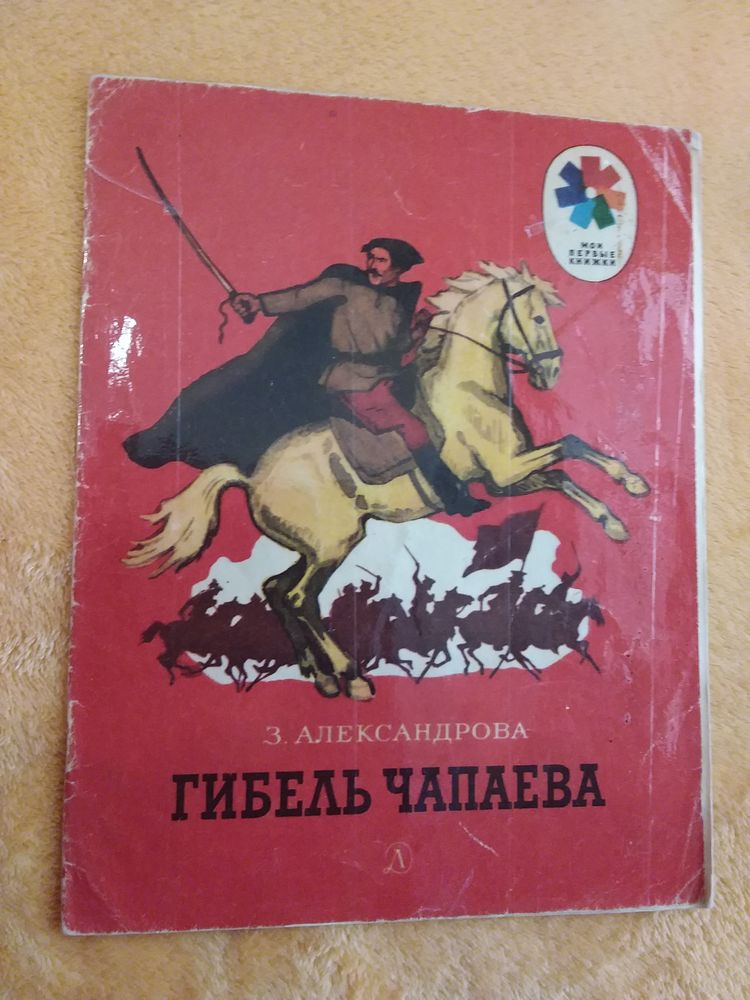 МОИ
ПЕРВЫЕ
КНИЖКИ
З. АЛЕКСАНДРОВА
ГИБЕЛЬ ЧАПАЕВА
Д